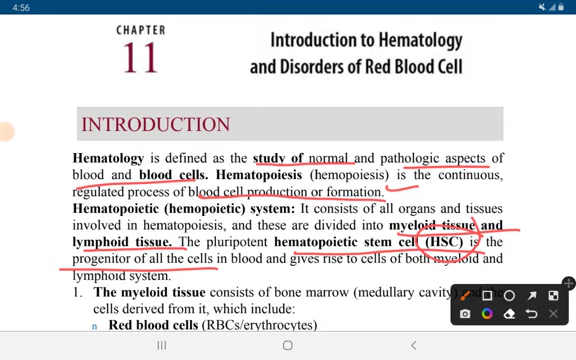 4:56
CHAPTER
11
Introduction to Hematology
and Disorders of Red Blood Cell
INTRODUCTION
Hematology is defined as the study of normal and pathologic aspects of
blood and blood cells. Hematopoiesis (hemopoiesis) is the continuous,
regulated process of blood cell production or formation.
Hematopoietic (hemopoietic) system: It consists of all organs and tissues
involved in hematopoiesis, and these are divided into myeloid tissue and
lymphoid tissue. The pluripotent hematopoietic stem cell (HSC) is the
progenitor of all the cells in blood and gives rise to cells of both myeloid and
lymphoid system.
1. The myeloid tissue consists of bone marrow (medullary cavity) and the
cells derived from it, which include:
n Red blood cells (RBCs/erythrocytes)